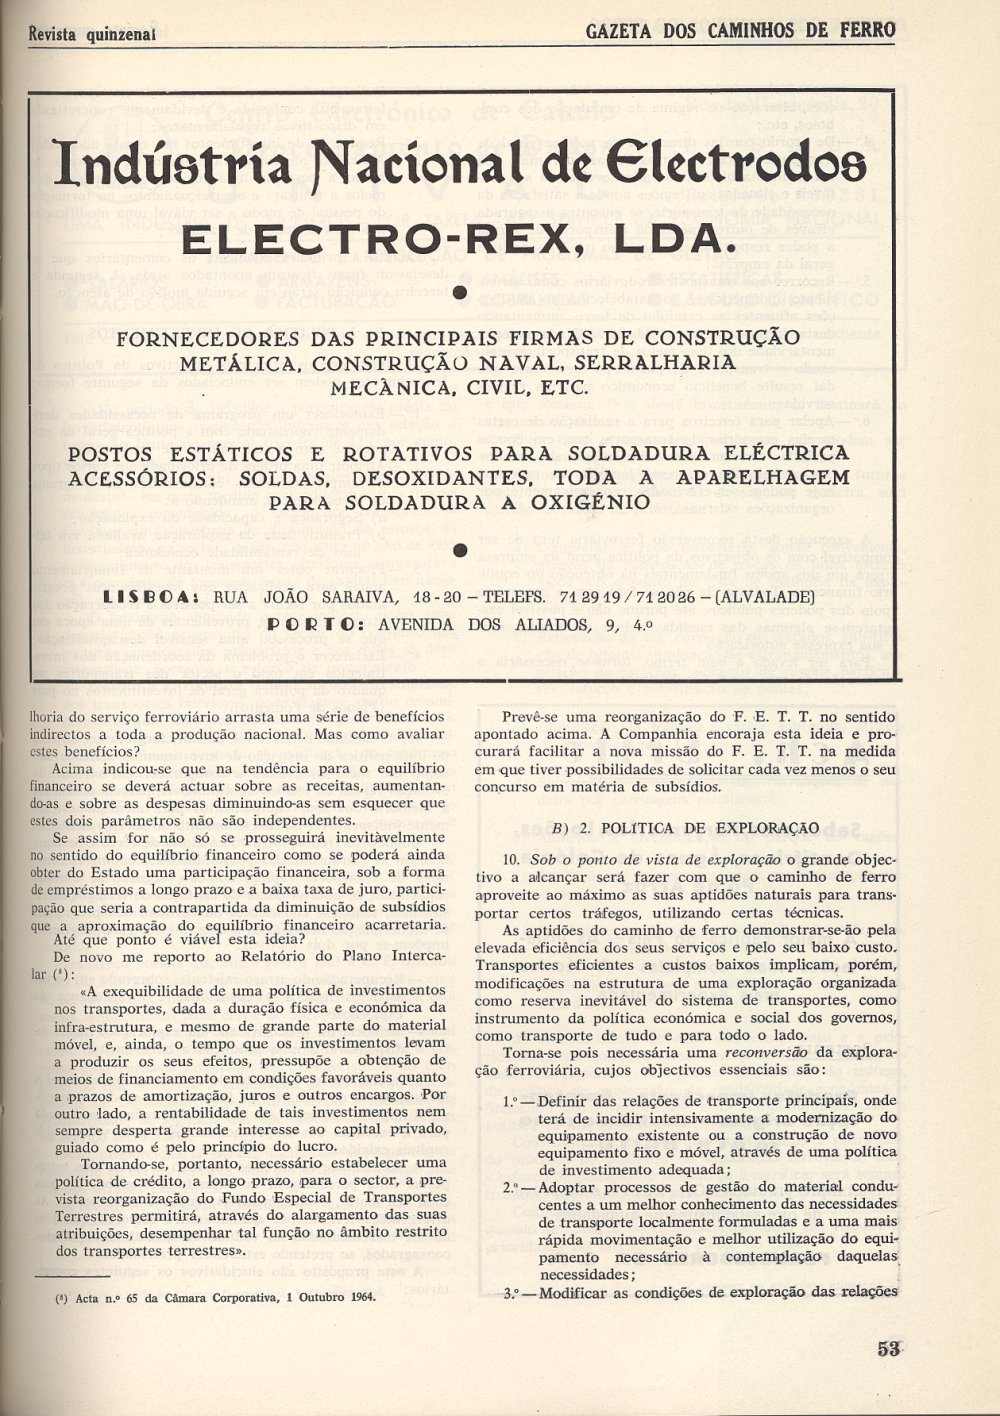 Revista quinzenal
GAZETA DOS CAMINHOS DE FERRO
Indústria Nacional de Electrodos
ELECTRO-REX, LDA.
FORNECEDORES DAS PRINCIPAIS FIRMAS DE CONSTRUÇÃO
METÁLICA, CONSTRUÇÃO NAVAL, SERRALHARIA
MECÂNICA, CIVIL, ETC.
POSTOS ESTÁTICOS E ROTATIVOS PARA SOLDADURA ELÉCTRICA
ACESSÓRIOS: SOLDAS, DESOXIDANTES, TODA A APARELHAGEM
PARA SOLDADURA A OXIGÉNIO
LISBOA: RUA JOÃO SARAIVA, 18-20 – TELEFS. 712919/712026 – (ALVALADE)
PORTO: AVENIDA DOS ALIADOS, 9, 4.º
lhoria do serviço ferroviário arrasta uma série de benefícios
indirectos a toda a produção nacional. Mas como avaliar
estes benefícios?
Acima indicou-se que na tendência para o equilíbrio
financeiro se deverá actuar sobre as receitas, aumentan-
do-as e sobre as despesas diminuindo-as sem esquecer que
estes dois parâmetros não são independentes.
Se assim for não só se prosseguirá inevitàvelmente
no sentido do equilíbrio financeiro como se poderá ainda
obter do Estado uma participação financeira, sob a forma
de empréstimos a longo prazo e a baixa taxa de juro, partici-
pação que seria a contrapartida da diminuição de subsídios
que a aproximação do equilíbrio financeiro acarretaria.
Até que ponto é viável esta ideia?
De novo me reporto ao Relatório do Plano Interca-
lar (⁸):
«A exequibilidade de uma política de investimentos
nos transportes, dada a duração física e económica da
infra-estrutura, e mesmo de grande parte do material
móvel, e, ainda, o tempo que os investimentos levam
a produzir os seus efeitos, pressupõe a obtenção de
meios de financiamento em condições favoráveis quanto
a prazos de amortização, juros e outros encargos. Por
outro lado, a rentabilidade de tais investimentos nem
sempre desperta grande interesse ao capital privado,
guiado como é pelo princípio do lucro.
Tornando-se, portanto, necessário estabelecer uma
política de crédito, a longo prazo, para o sector, a pre-
vista reorganização do Fundo Especial de Transportes
Terrestres permitirá, através do alargamento das suas
atribuições, desempenhar tal função no âmbito restrito
dos transportes terrestres».
(⁸) Acta n.º 65 da Câmara Corporativa, 1 Outubro 1964.
Prevê-se uma reorganização do F. E. T. T. no sentido
apontado acima. A Companhia encoraja esta ideia e pro-
curará facilitar a nova missão do F. E. T. T. na medida
em que tiver possibilidades de solicitar cada vez menos o seu
concurso em matéria de subsídios.
B) 2. POLITICA DE EXPLORAÇÃO
10. Sob o ponto de vista de exploração o grande objec-
tivo a alcançar será fazer com que o caminho de ferro
aproveite ao máximo as suas aptidões naturais para trans-
portar certos tráfegos, utilizando certas técnicas.
As aptidões do caminho de ferro demonstrar-se-ão pela
elevada eficiência dos seus serviços e pelo seu baixo custo.
Transportes eficientes a custos baixos implicam, porém,
modificações na estrutura de uma exploração organizada
como reserva inevitável do sistema de transportes, como
instrumento da política económica e social dos governos,
como transporte de tudo e para todo o lado.
Torna-se pois necessária uma reconversão da explora-
ção ferroviária, cujos objectivos essenciais são:
1.º — Definir das relações de transporte principais, onde
terá de incidir intensivamente a modernização do
equipamento existente ou a construção de novo
equipamento fixo e móvel, através de uma política
de investimento adequada;
2.º — Adoptar processos de gestão do material condu-
centes a um melhor conhecimento das necessidades
de transporte localmente formuladas e a uma mais
rápida movimentação e melhor utilização do equi-
pamento necessário à contemplação daquelas
necessidades;
3.º — Modificar as condições de exploração das relações
53